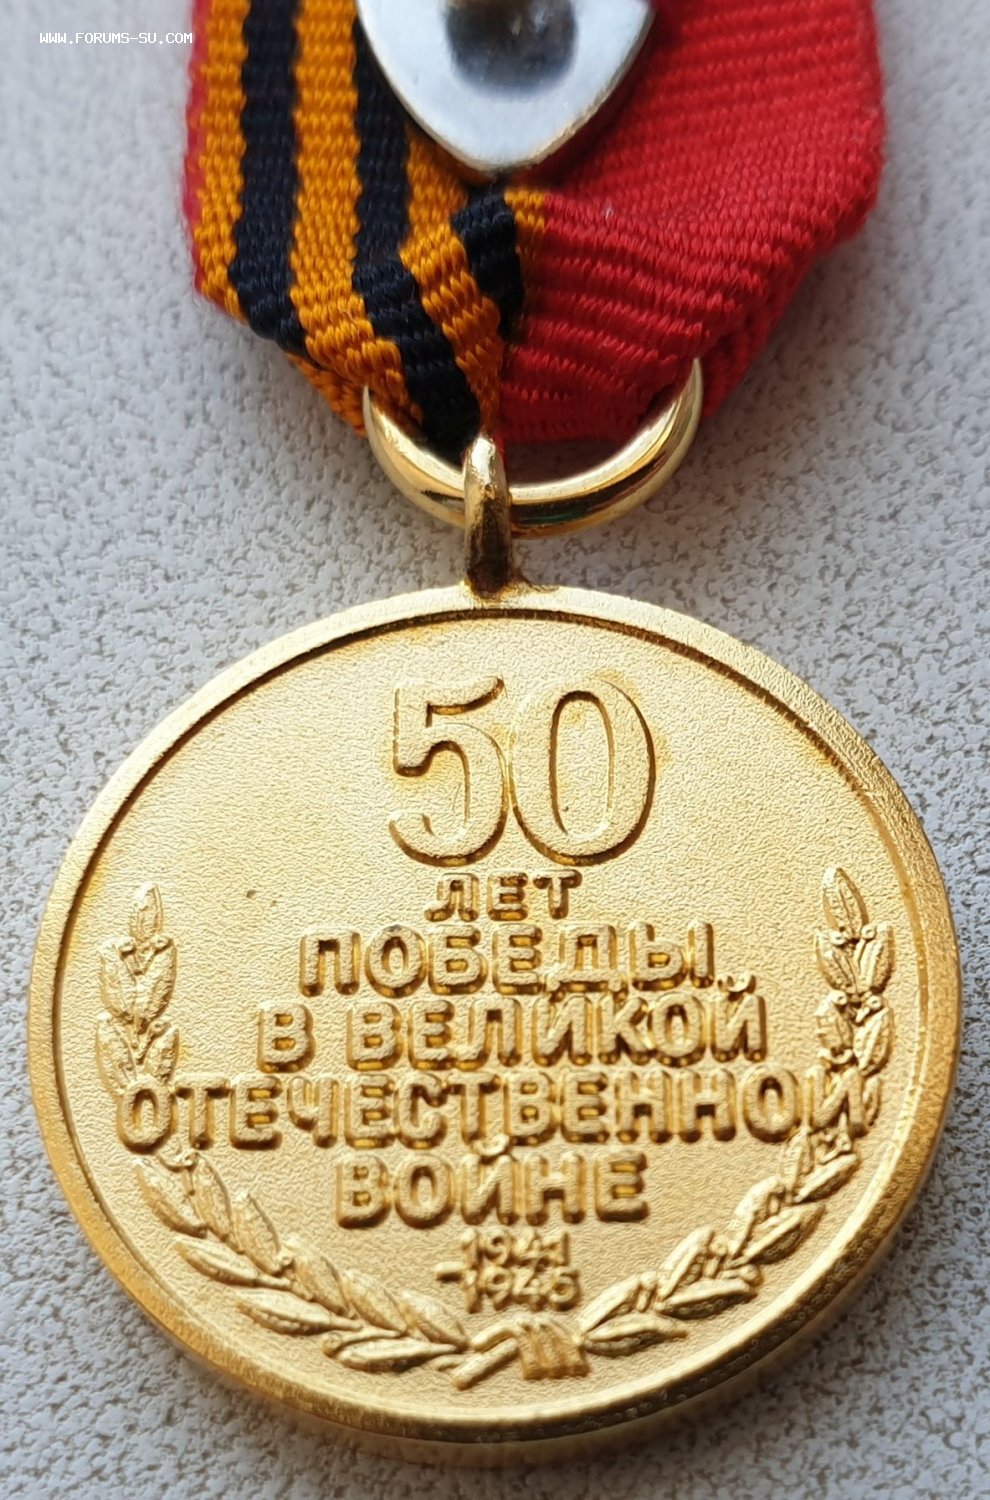 WWW.FORUMS-SU.COM
50
ЛЕТ
ПОБЕДЫ
В ВЕЛИКОЙ
ОТЕЧЕСТВЕННОЙ
ВОЙНЕ
1941
-1945